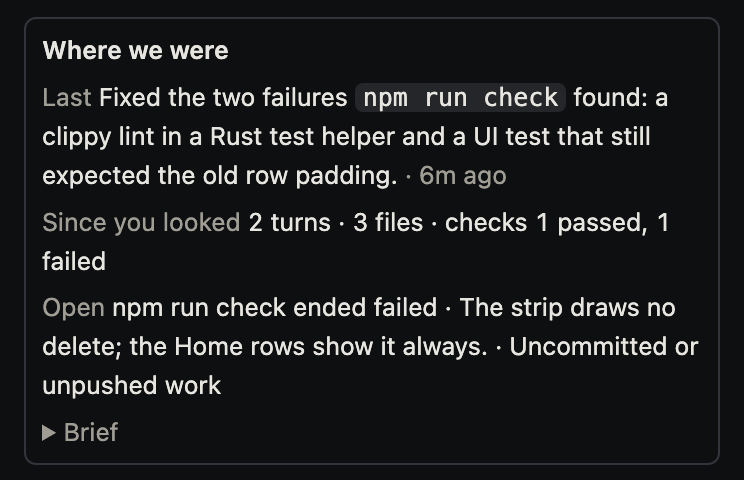 Where we were
Last Fixed the two failures npm run check found: a
clippy lint in a Rust test helper and a UI test that still
expected the old row padding. · 6m ago
Since you looked 2 turns · 3 files · checks 1 passed, 1
failed
Open npm run check ended failed · The strip draws no
delete; the Home rows show it always. · Uncommitted or
unpushed work
▶ Brief